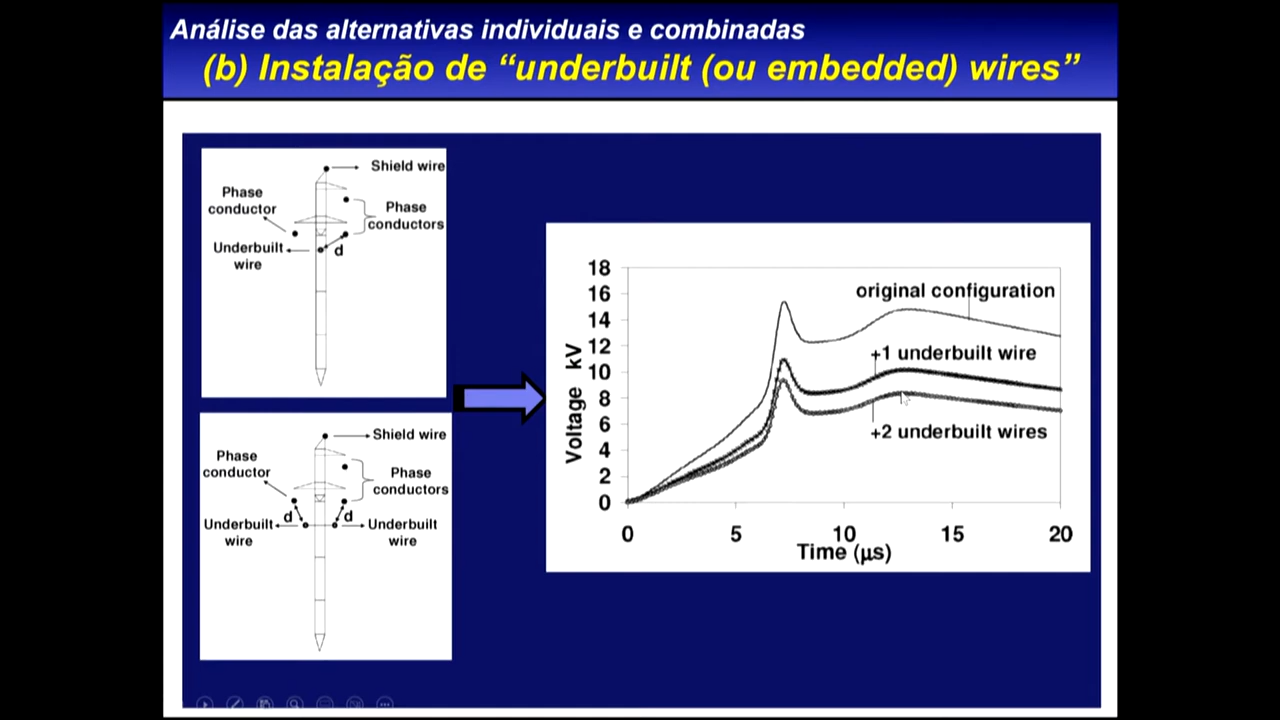 Análise das alternativas individuais e combinadas
(b) Instalação de “underbuilt (ou embedded) wires”
Shield wire
Phase
conductor
Phase
conductors
Underbuilt
wire
d
Shield wire
Phase
conductor
Phase
conductors
d
d
Underbuilt
wire
Underbuilt
wire
Voltage kV
18
16
14
12
10
8
6
4
2
0
original configuration
+1 underbuilt wire
+2 underbuilt wires
0 5 10 15 20
Time (µs)